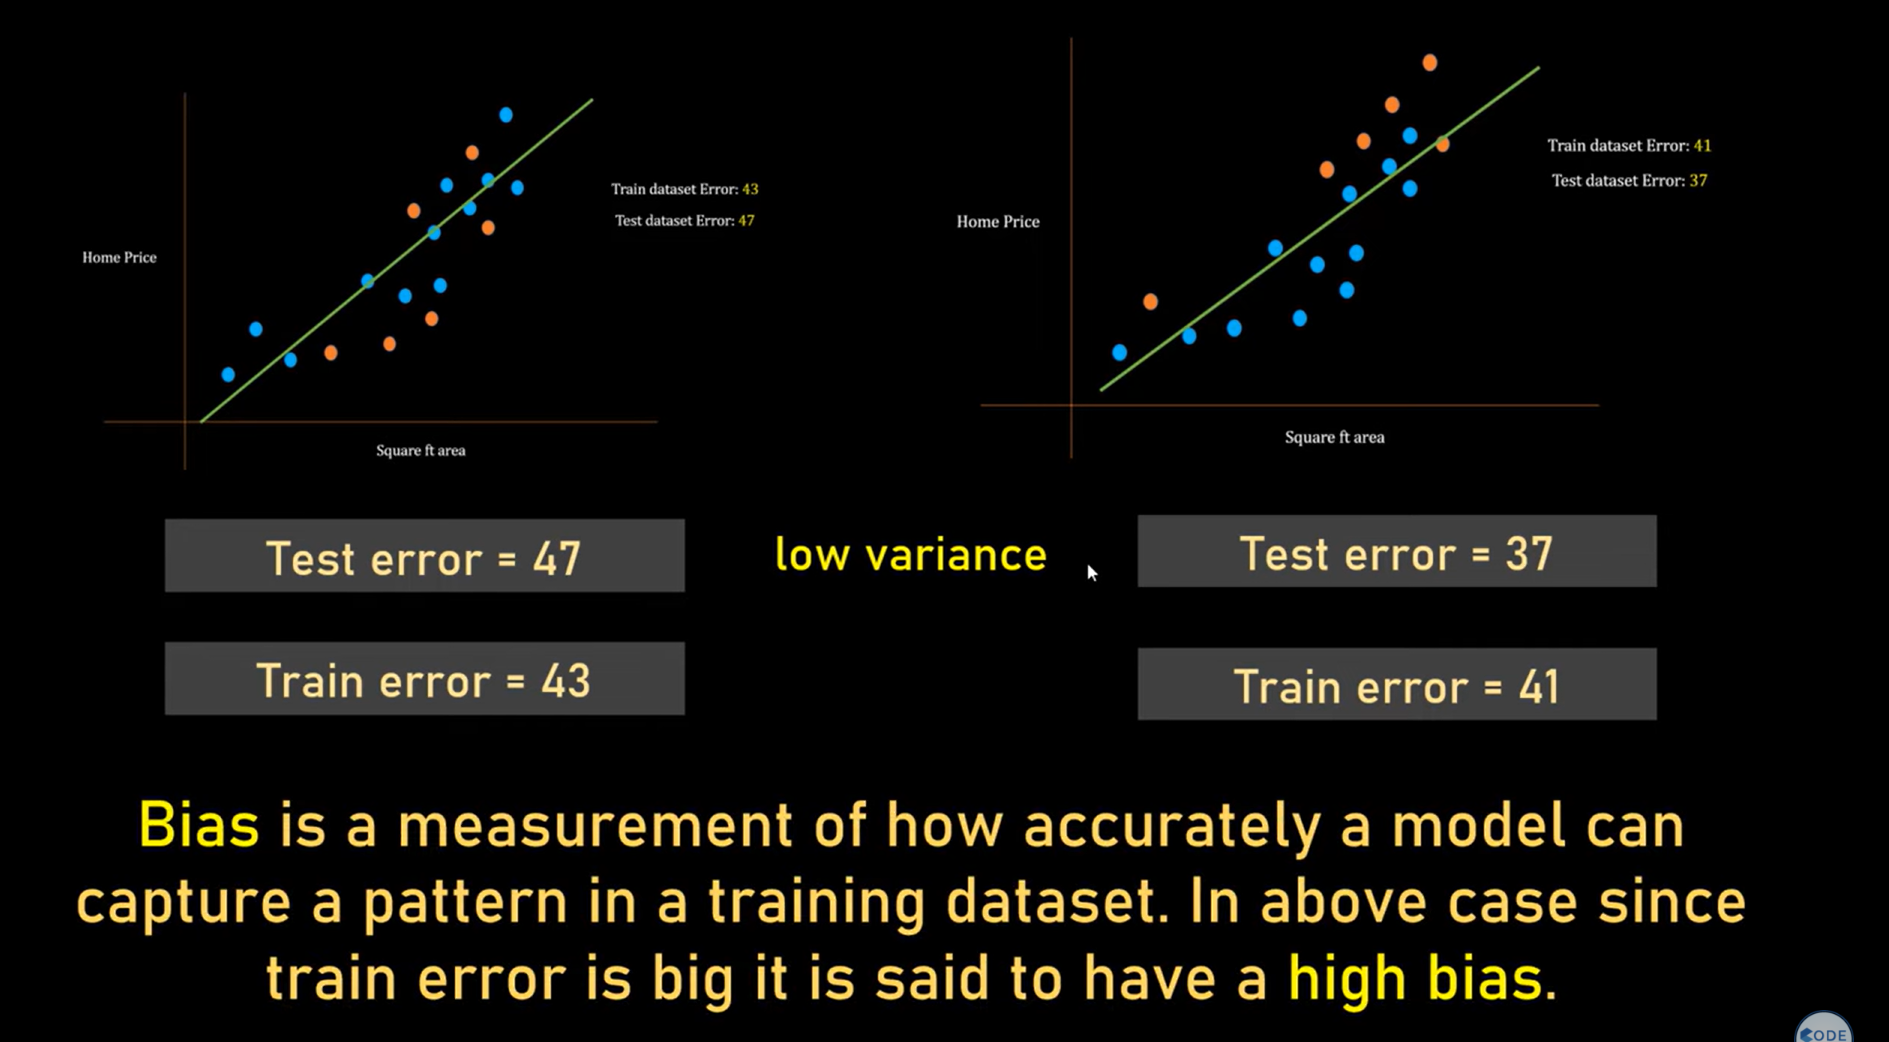 Train dataset Error: 43
Test dataset Error: 47
Home Price
Square ft area
Train dataset Error: 41
Test dataset Error: 37
Home Price
Square ft area
Test error = 47
low variance
Test error = 37
Train error = 43
Train error = 41
Bias is a measurement of how accurately a model can
capture a pattern in a training dataset. In above case since
train error is big it is said to have a high bias.
CODE